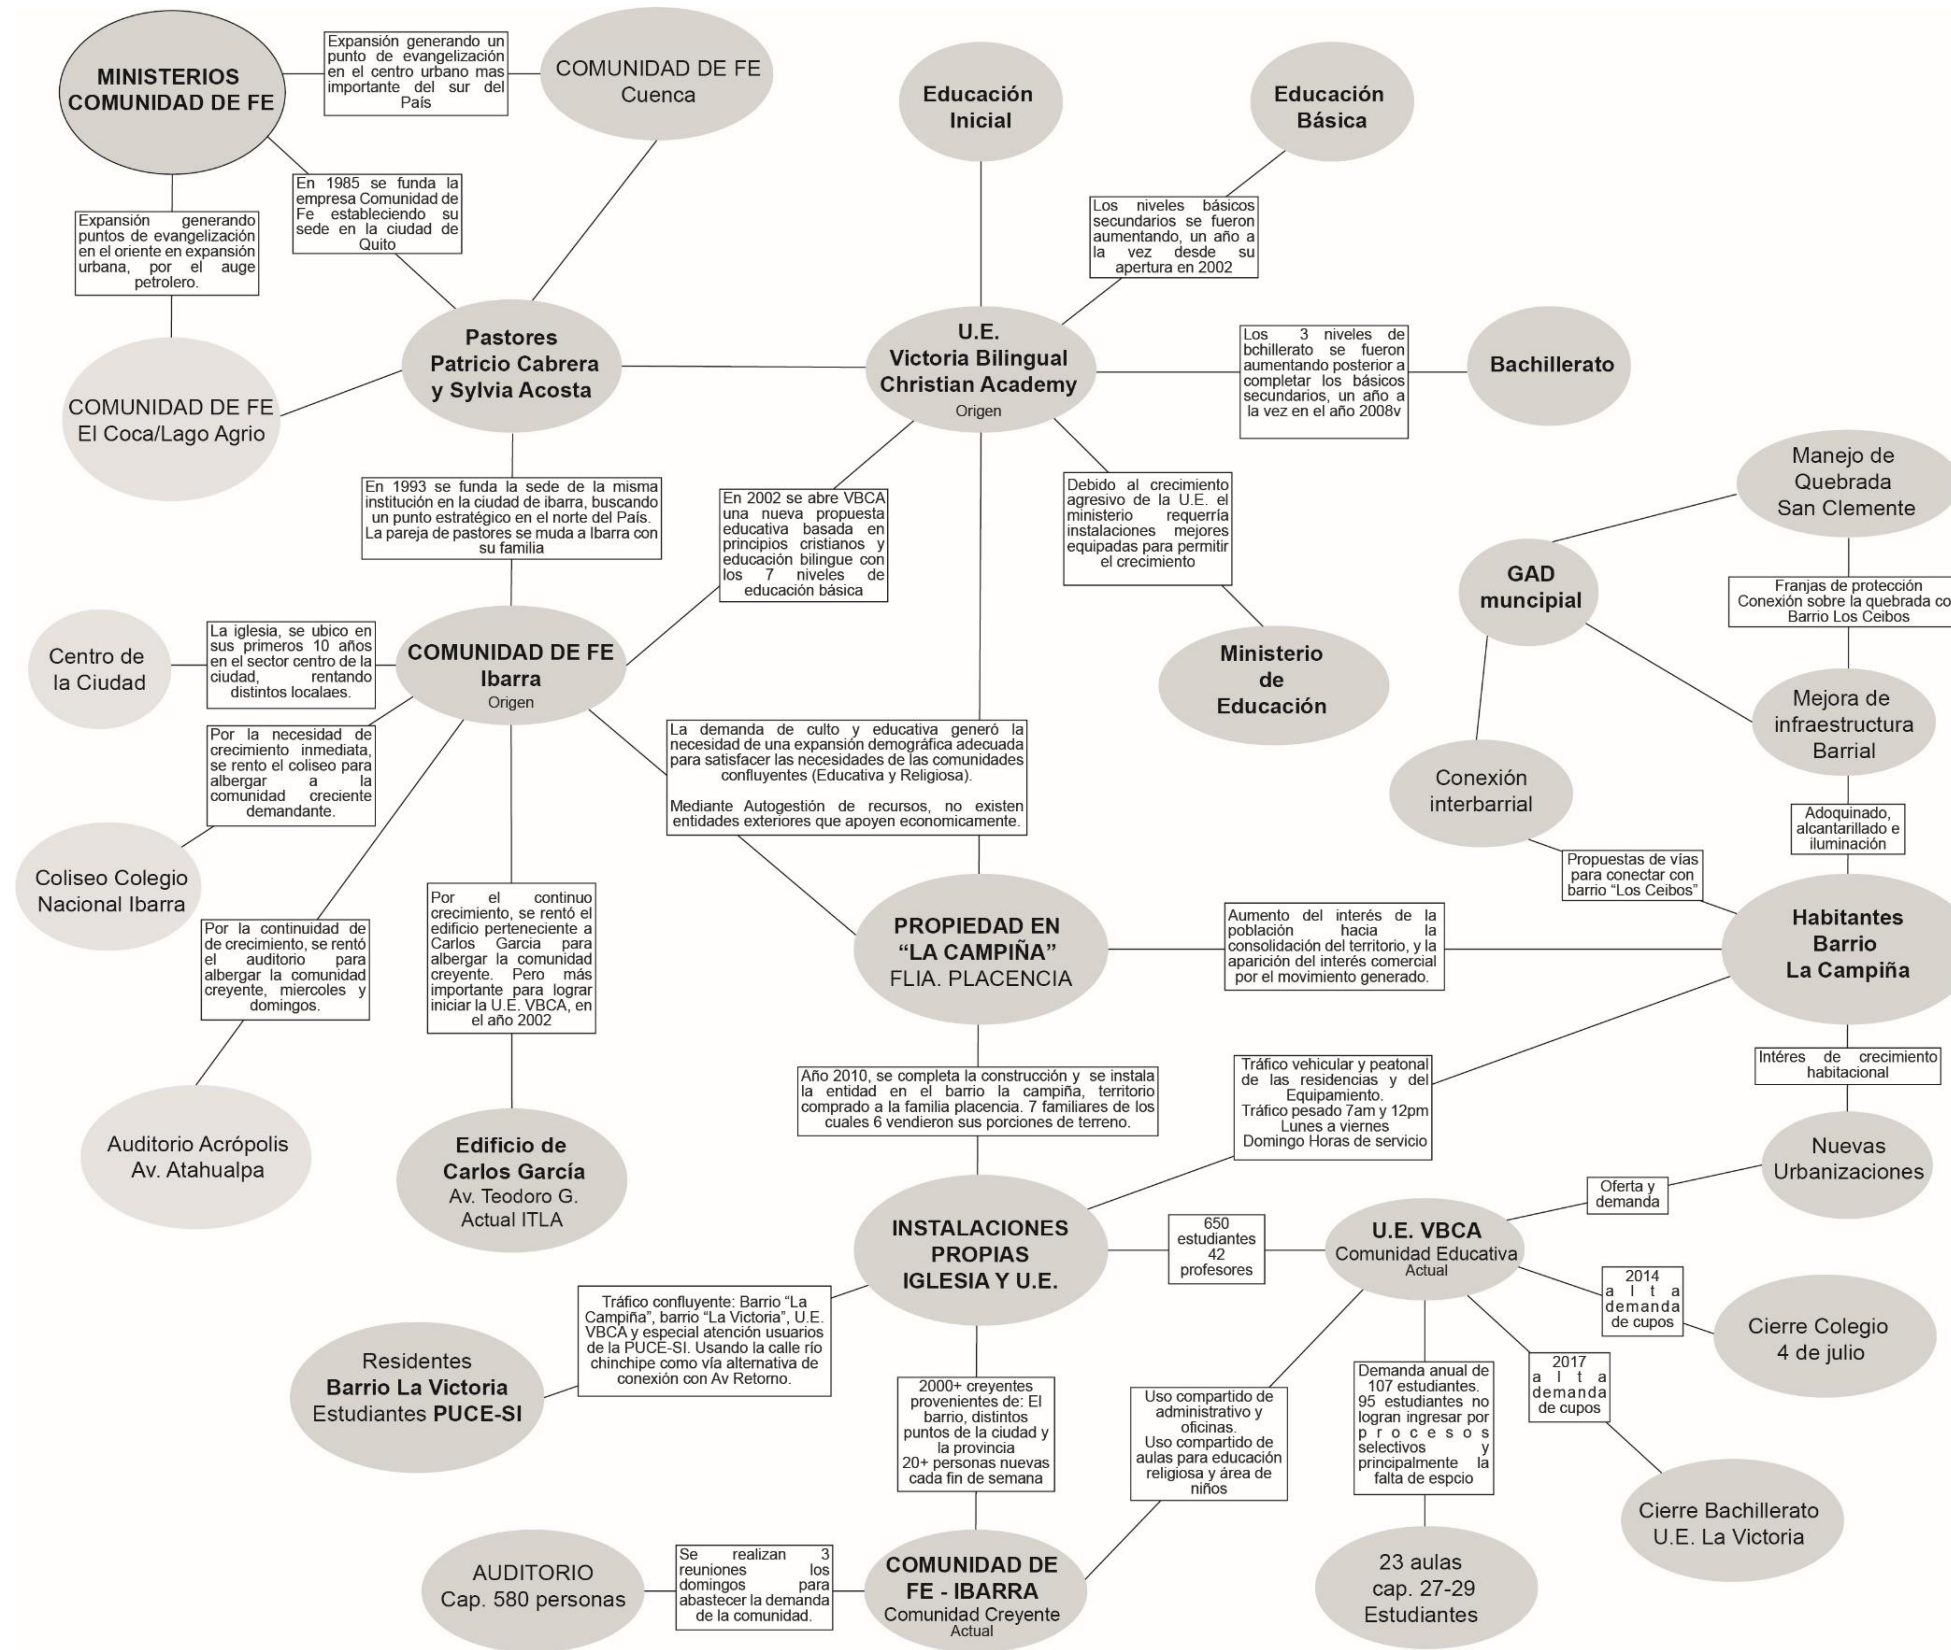 MINISTERIOS
COMUNIDAD DE FE
Expansión generando un
punto de evangelización
en el centro urbano mas
importante del sur del
País
COMUNIDAD DE FE
Cuenca
Educación
Inicial
Educación
Básica
En 1985 se funda la
empresa Comunidad de
Fe estableciendo su
sede en la ciudad de
Quito
Expansión generando
puntos de evangelización
en el oriente en expansión
urbana, por el auge
petrolero.
Los niveles básicos
secundarios se fueron
aumentando, un año a
la vez desde su
apertura en 2002
Pastores
Patricio Cabrera
y Sylvia Acosta
U.E.
Victoria Bilingual
Christian Academy
Origen
Los 3 niveles de
bchillerato se fueron
aumentando posterior a
completar los básicos
secundarios, un año a
la vez en el año 2008v
Bachillerato
COMUNIDAD DE FE
El Coca/Lago Agrio
En 1993 se funda la sede de la misma
institución en la ciudad de ibarra, buscando
un punto estratégico en el norte del País.
La pareja de pastores se muda a Ibarra con
su familia
En 2002 se abre VBCA
una nueva propuesta
educativa basada en
principios cristianos y
educación bilingue con
los 7 niveles de
educación básica
Debido al crecimiento
agresivo de la U.E. el
ministerio requerría
instalaciones mejores
equipadas para permitir
el crecimiento
Manejo de
Quebrada
San Clemente
GAD
muncipial
Franjas de protección
Conexión sobre la quebrada co
Barrio Los Ceibos
Centro de
la Ciudad
La iglesia, se ubico en
sus primeros 10 años
en el sector centro de la
ciudad, rentando
distintos localaes.
COMUNIDAD DE FE
Ibarra
Origen
Ministerio
de
Educación
Mejora de
infraestructura
Barrial
Por la necesidad de
crecimiento inmediata,
se rento el coliseo para
albergar a la
comunidad creciente
demandante.
La demanda de culto y educativa generó la
necesidad de una expansión demográfica adecuada
para satisfacer las necesidades de las comunidades
confluyentes (Educativa y Religiosa).
Mediante Autogestión de recursos, no existen
entidades exteriores que apoyen economicamente.
Conexión
interbarrial
Adoquinado,
alcantarillado e
iluminación
Coliseo Colegio
Nacional Ibarra
Propuestas de vías
para conectar con
barrio “Los Ceibos”
Por la continuidad de
de crecimiento, se rentó
el auditorio para
albergar la comunidad
creyente, miercoles y
domingos.
Por el continuo
crecimiento, se rentó el
edificio perteneciente a
Carlos Garcia para
albergar la comunidad
creyente. Pero más
importante para lograr
iniciar la U.E. VBCA, en
el año 2002
PROPIEDAD EN
“LA CAMPIÑA”
FLIA. PLACENCIA
Aumento del interés de la
población hacia la
consolidación del territorio, y la
aparición del interés comercial
por el movimiento generado.
Habitantes
Barrio
La Campiña
Año 2010, se completa la construcción y se instala
la entidad en el barrio la campiña, territorio
comprado a la familia placencia. 7 familiares de los
cuales 6 vendieron sus porciones de terreno.
Tráfico vehicular y peatonal
de las residencias y del
Equipamiento.
Tráfico pesado 7am y 12pm
Lunes a viernes
Domingo Horas de servicio
Intéres de crecimiento
habitacional
Auditorio Acrópolis
Av. Atahualpa
Edificio de
Carlos García
Av. Teodoro G.
Actual ITLA
Nuevas
Urbanizaciones
Oferta y
demanda
INSTALACIONES
PROPIAS
IGLESIA Y U.E.
650
estudiantes
42
profesores
U.E. VBCA
Comunidad Educativa
Actual
Tráfico confluyente: Barrio “La
Campiña”, barrio “La Victoria”, U.E.
VBCA y especial atención usuarios
de la PUCE-SI. Usando la calle río
chinchipe como vía alternativa de
conexión con Av Retorno.
2014
alta
demanda
de cupos
Cierre Colegio
4 de julio
Residentes
Barrio La Victoria
Estudiantes PUCE-SI
2000+ creyentes
provenientes de: El
barrio, distintos
puntos de la ciudad y
la provincia
20+ personas nuevas
cada fin de semana
Uso compartido de
administrativo y
oficinas.
Uso compartido de
aulas para educación
religiosa y área de
niños
Demanda anual de
107 estudiantes.
95 estudiantes no
logran ingresar por
procesos
selectivos y
principalmente la
falta de espcio
2017
alta
demanda
de cupos
Cierre Bachillerato
U.E. La Victoria
AUDITORIO
Cap. 580 personas
Se realizan 3
reuniones los
domingos para
abastecer la demanda
de la comunidad.
COMUNIDAD DE
FE - IBARRA
Comunidad Creyente
Actual
23 aulas
cap. 27-29
Estudiantes